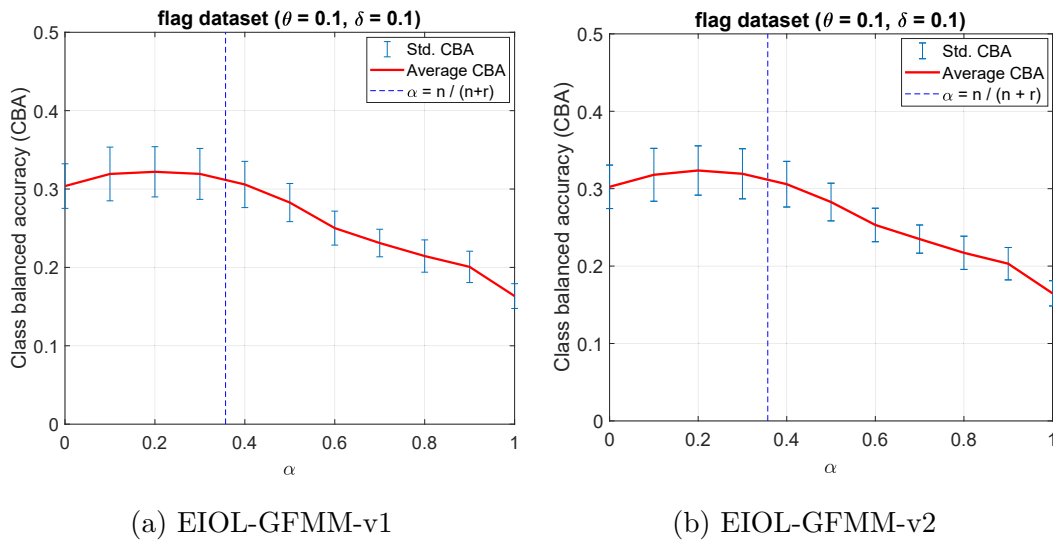 flag dataset (θ = 0.1, δ = 0.1)
Class balanced accuracy (CBA)
0.5
0.4
0.3
0.2
0.1
0
Std. CBA
Average CBA
α = n / (n+r)
0 0.2 0.4 0.6 0.8 1
α
(a) EIOL-GFMM-v1
flag dataset (θ = 0.1, δ = 0.1)
Class balanced accuracy (CBA)
0.5
0.4
0.3
0.2
0.1
0
Std. CBA
Average CBA
α = n / (n + r)
0 0.2 0.4 0.6 0.8 1
α
(b) EIOL-GFMM-v2